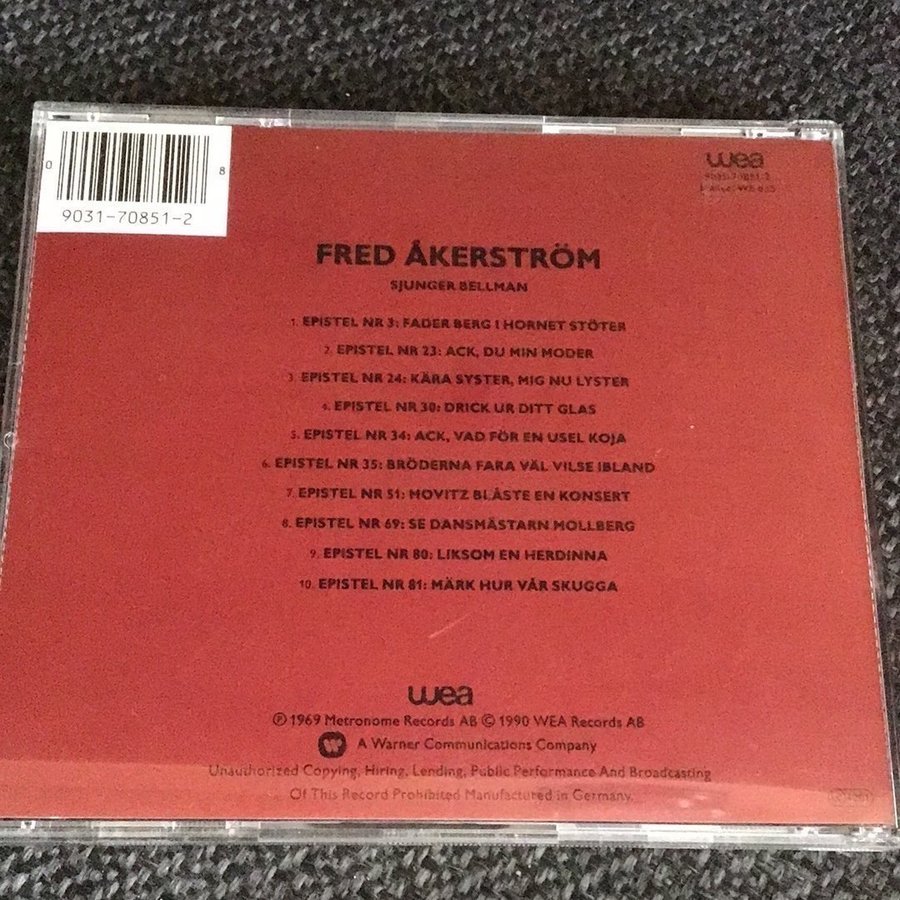 0
8
9031-70851-2
wea
9031-70851-2
FRED ÅKERSTRÖM
SJUNGER BELLMAN
1. EPISTEL NR 3: FADER BERG I HORNET STÖTER
2. EPISTEL NR 23: ACK, DU MIN MODER
3. EPISTEL NR 24: KÄRA SYSTER, MIG NU LYSTER
4. EPISTEL NR 30: DRICK UR DITT GLAS
5. EPISTEL NR 34: ACK, VAD FÖR EN USEL KOJA
6. EPISTEL NR 35: BRÖDERNA FARA VÄL VILSE IBLAND
7. EPISTEL NR 51: MOVITZ BLÅSTE EN KONSERT
8. EPISTEL NR 69: SE DANSMÄSTARN MOLLBERG
9. EPISTEL NR 80: LIKSOM EN HERDINNA
10. EPISTEL NR 81: MÄRK HUR VÅR SKUGGA
wea
℗ 1969 Metronome Records AB © 1990 WEA Records AB
A Warner Communications Company
Unauthorized Copying, Hiring, Lending, Public Performance And Broadcasting
Of This Record Prohibited Manufactured in Germany.